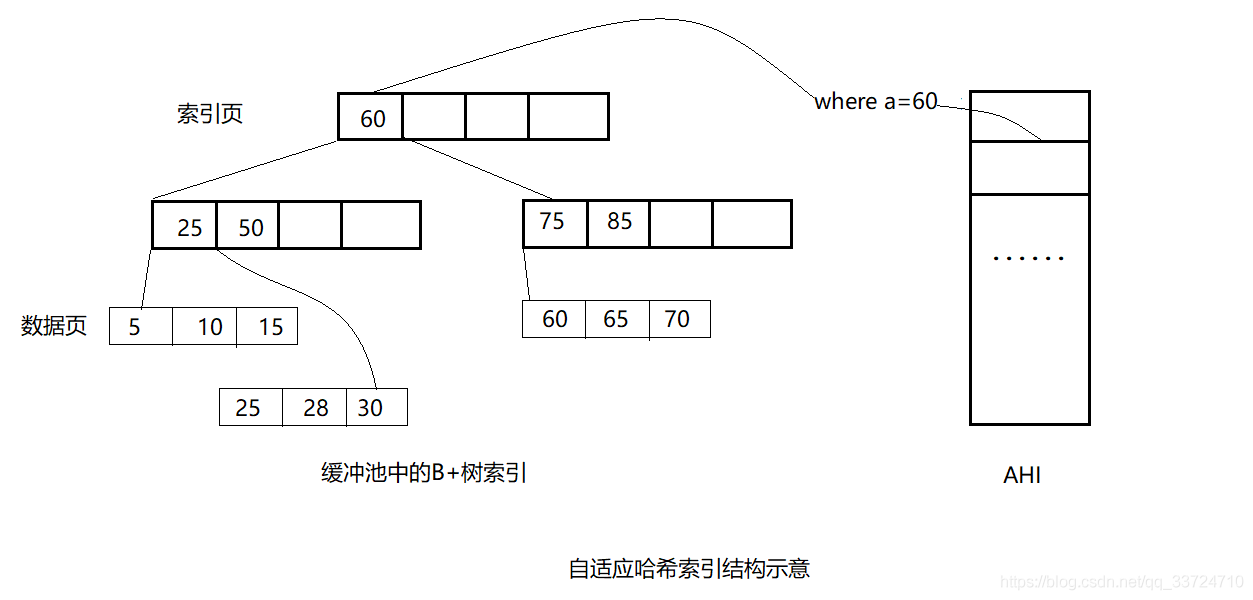 where a=60
索引页
60
25 50
75 85
数据页
5 10 15
60 65 70
......
25 28 30
缓冲池中的B+树索引
AHI
自适应哈希索引结构示意
https://blog.csdn.net/qq_33724710